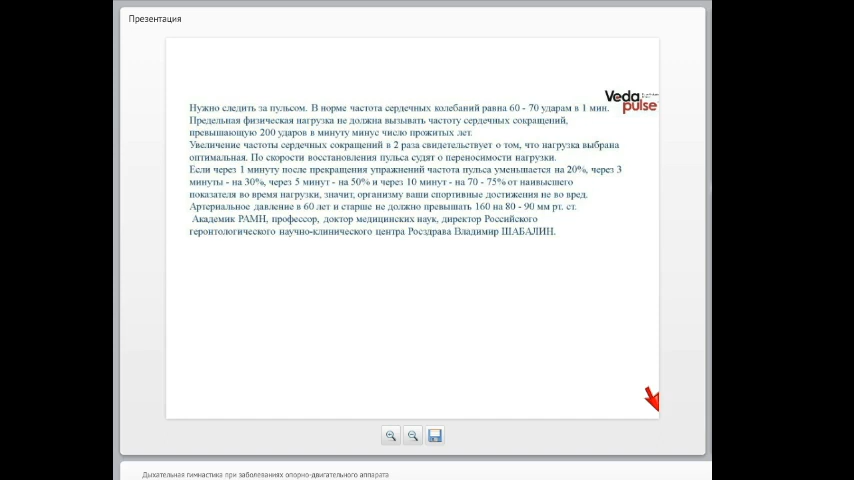 Презентация
Veda
pulse
Нужно следить за пульсом. В норме частота сердечных колебаний равна 60 - 70 ударам в 1 мин.
Предельная физическая нагрузка не должна вызывать частоту сердечных сокращений,
превышающую 200 ударов в минуту минус число прожитых лет.
Увеличение частоты сердечных сокращений в 2 раза свидетельствует о том, что нагрузка выбрана
оптимальная. По скорости восстановления пульса судят о переносимости нагрузки.
Если через 1 минуту после прекращения упражнений частота пульса уменьшается на 20%, через 3
минуты - на 30%, через 5 минут - на 50% и через 10 минут - на 70 - 75% от наивысшего
показателя во время нагрузки, значит, организму ваши спортивные достижения не во вред.
Артериальное давление в 60 лет и старше не должно превышать 160 на 80 - 90 мм рт. ст.
Академик РАМН, профессор, доктор медицинских наук, директор Российского
геронтологического научно-клинического центра Росздрава Владимир ШАБАЛИН.
Дыхательная гимнастика при заболеваниях опорно-двигательного аппарата